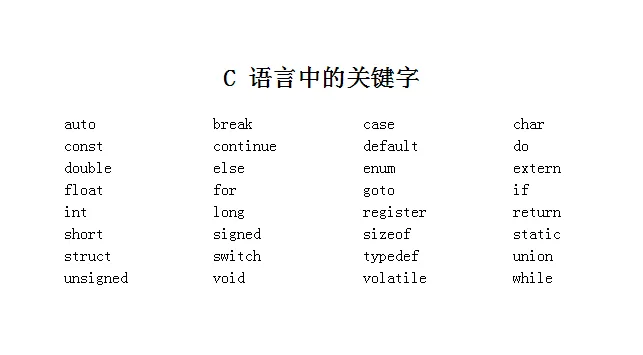 C 语言中的关键字
auto break case char
const continue default do
double else enum extern
float for goto if
int long register return
short signed sizeof static
struct switch typedef union
unsigned void volatile while